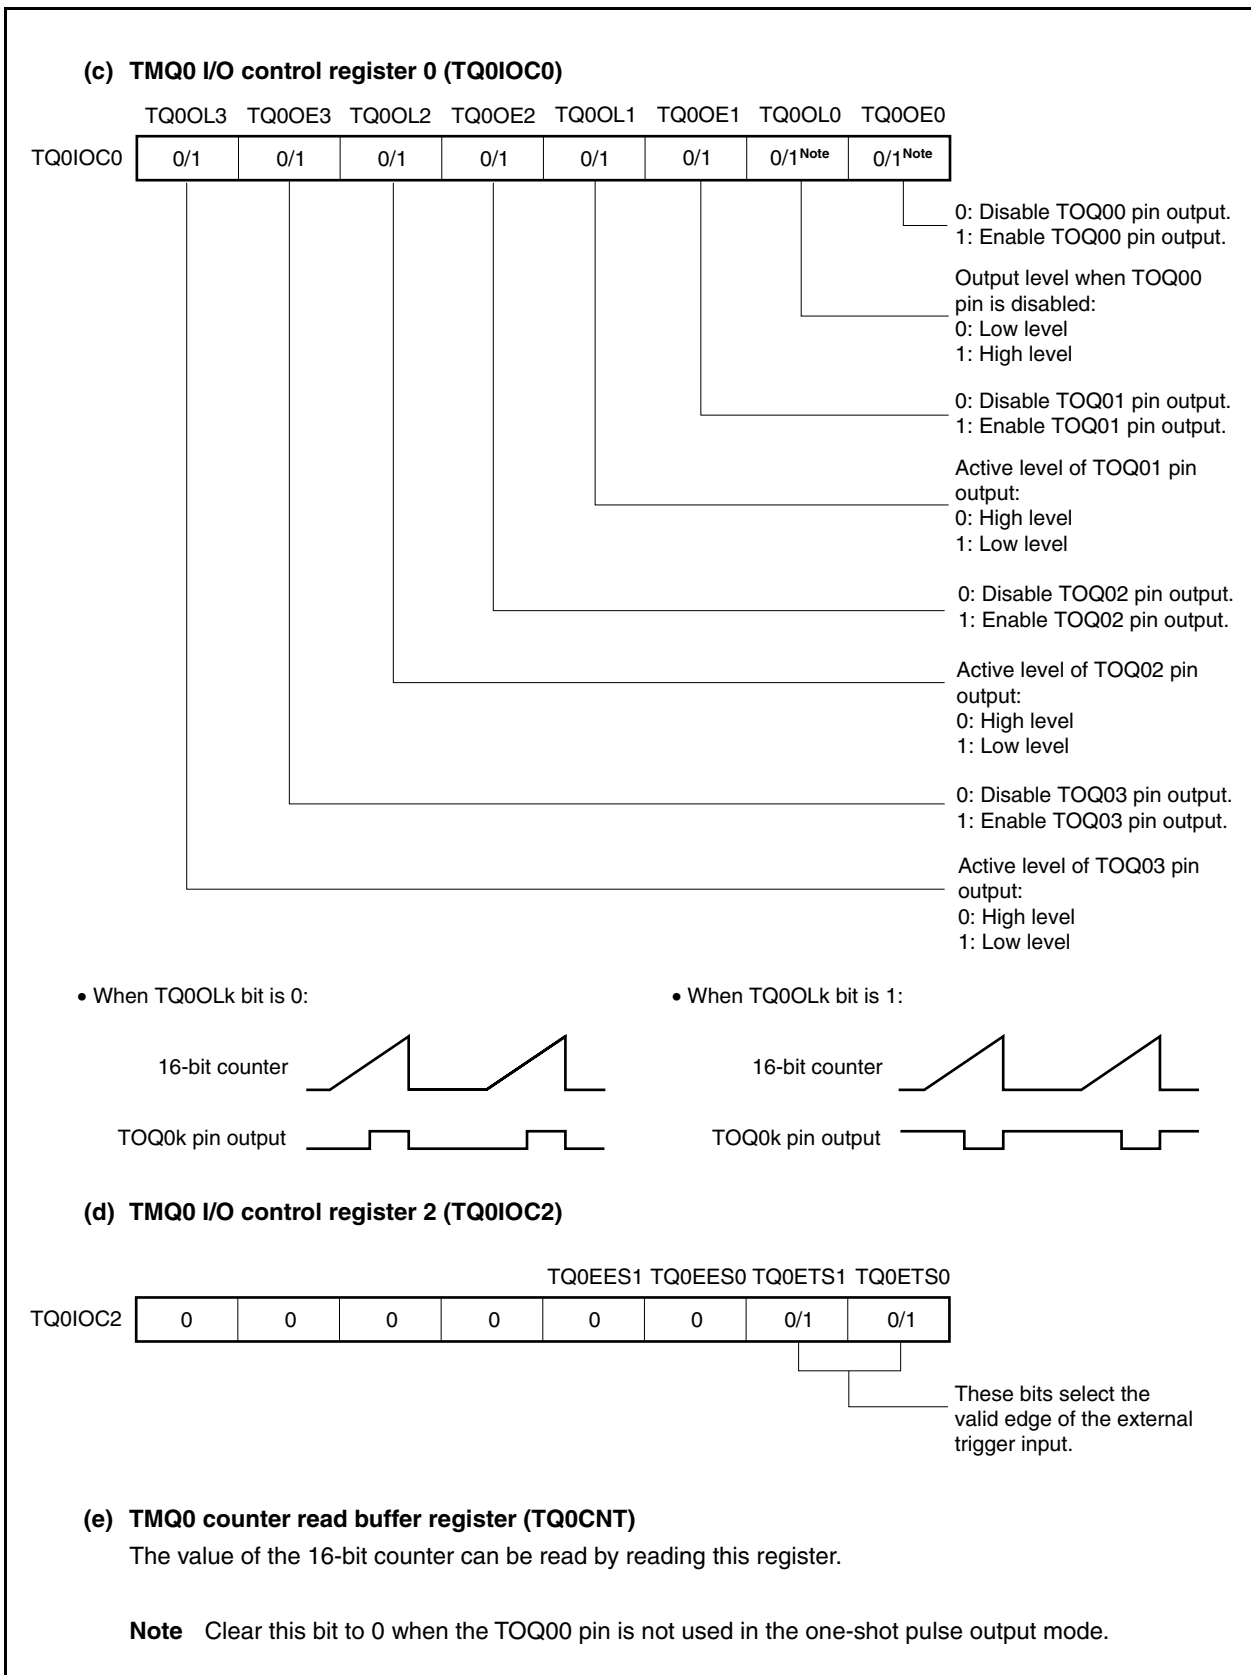 (c) TMQ0 I/O control register 0 (TQ0IOC0)
TQ0OL3 TQ0OE3 TQ0OL2 TQ0OE2 TQ0OL1 TQ0OE1 TQ0OL0 TQ0OE0
TQ0IOC0 0/1 0/1 0/1 0/1 0/1 0/1 0/1Note 0/1Note
0: Disable TOQ00 pin output.
1: Enable TOQ00 pin output.
Output level when TOQ00
pin is disabled:
0: Low level
1: High level
0: Disable TOQ01 pin output.
1: Enable TOQ01 pin output.
Active level of TOQ01 pin
output:
0: High level
1: Low level
0: Disable TOQ02 pin output.
1: Enable TOQ02 pin output.
Active level of TOQ02 pin
output:
0: High level
1: Low level
0: Disable TOQ03 pin output.
1: Enable TOQ03 pin output.
Active level of TOQ03 pin
output:
0: High level
1: Low level
• When TQ0OLk bit is 0:
16-bit counter
TOQ0k pin output
• When TQ0OLk bit is 1:
16-bit counter
TOQ0k pin output
(d) TMQ0 I/O control register 2 (TQ0IOC2)
TQ0EES1 TQ0EES0 TQ0ETS1 TQ0ETS0
TQ0IOC2 0 0 0 0 0 0 0/1 0/1
These bits select the
valid edge of the external
trigger input.
(e) TMQ0 counter read buffer register (TQ0CNT)
The value of the 16-bit counter can be read by reading this register.
Note Clear this bit to 0 when the TOQ00 pin is not used in the one-shot pulse output mode.